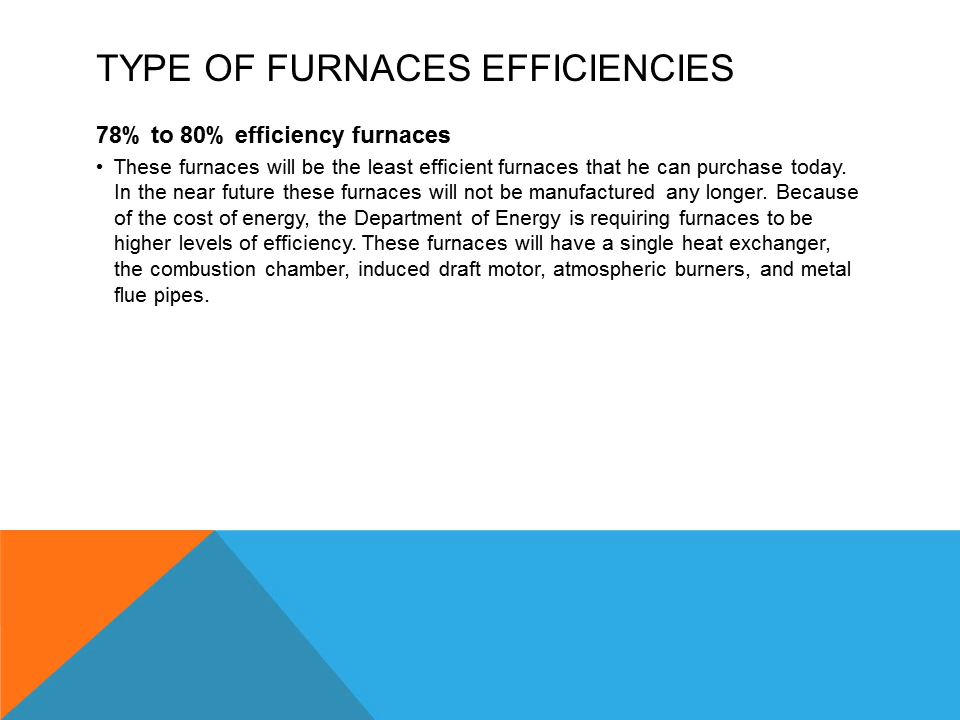 TYPE OF FURNACES EFFICIENCIES
78% to 80% efficiency furnaces
• These furnaces will be the least efficient furnaces that he can purchase today.
In the near future these furnaces will not be manufactured any longer. Because
of the cost of energy, the Department of Energy is requiring furnaces to be
higher levels of efficiency. These furnaces will have a single heat exchanger,
the combustion chamber, induced draft motor, atmospheric burners, and metal
flue pipes.